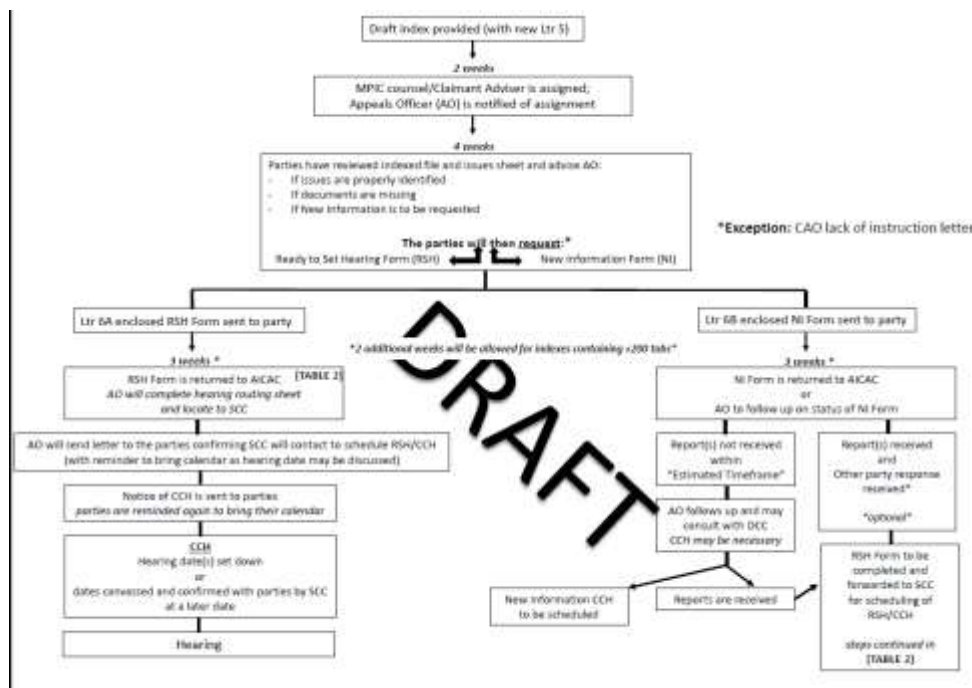 Draft Index provided (with new Ltr 5)
2 weeks
MPIC counsel/Claimant Adviser is assigned;
Appeals Officer (AO) is notified of assignment
4 weeks
Parties have reviewed indexed file and issues sheet and advise AO:
- If issues are properly identified
- If documents are missing
- If New Information is to be requested
The parties will then request:*
Ready to Set Hearing Form (RSH)
New Information Form (NI)
*Exception: CAO lack of instruction letter
Ltr 6A enclosed RSH Form sent to party
Ltr 6B enclosed NI Form sent to party
*2 additional weeks will be allowed for indexes containing >200 tabs*
3 weeks *
RSH Form is returned to AICAC
[TABLE 2]
AO will complete hearing routing sheet
and locate to SCC
AO will send letter to the parties confirming SCC will contact to schedule RSH/CCH
(with reminder to bring calendar as hearing date may be discussed)
Notice of CCH is sent to parties
parties are reminded again to bring their calendar
CCH
Hearing date(s) set down
or
dates canvassed and confirmed with parties by SCC
at a later date
Hearing
3 weeks *
NI Form is returned to AICAC
or
AO to follow up on status of NI Form
Report(s) not received
within
"Estimated Timeframe"
AO follows up and may
consult with DCC
CCH may be necessary
New Information CCH
to be scheduled
Reports are received
Report(s) received
and
Other party response
received*
*optional*
RSH Form to be
completed and
forwarded to SCC
for scheduling of
RSH/CCH
steps continued in
[TABLE 2]
DRAFT